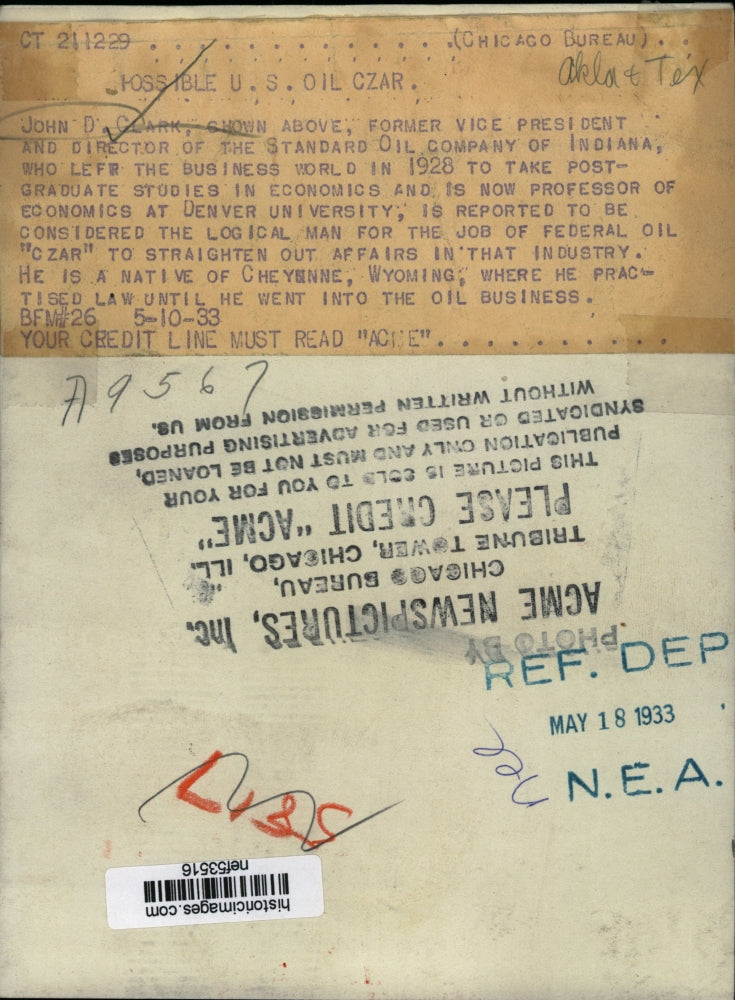 CT 211229 . . . . . . . . . . . . . . (CHICAGO BUREAU) . .
Okla & Tex
POSSIBLE U.S. OIL CZAR.
JOHN D. CLARK, SHOWN ABOVE, FORMER VICE PRESIDENT
AND DIRECTOR OF THE STANDARD OIL COMPANY OF INDIANA,
WHO LEFT THE BUSINESS WORLD IN 1928 TO TAKE POST-
GRADUATE STUDIES IN ECONOMICS AND IS NOW PROFESSOR OF
ECONOMICS AT DENVER UNIVERSITY, IS REPORTED TO BE
CONSIDERED THE LOGICAL MAN FOR THE JOB OF FEDERAL OIL
"CZAR" TO STRAIGHTEN OUT AFFAIRS IN THAT INDUSTRY.
HE IS A NATIVE OF CHEYENNE, WYOMING, WHERE HE PRAC-
TISED LAW UNTIL HE WENT INTO THE OIL BUSINESS.
BFM#26 5-10-33
YOUR CREDIT LINE MUST READ "ACME" . . . . . . . . . . .
A9567
PHOTO BY
ACME NEWSPICTURES, Inc.
CHICAGO BUREAU,
TRIBUNE TOWER, CHICAGO, ILL.
PLEASE CREDIT "ACME"
THIS PICTURE IS SOLD TO YOU FOR YOUR
PUBLICATION ONLY AND MUST NOT BE LOANED,
SYNDICATED OR USED FOR ADVERTISING PURPOSES
WITHOUT WRITTEN PERMISSION FROM US.
REF. DEP
MAY 18 1933
N.E.A.
historicimages.com
nef53516